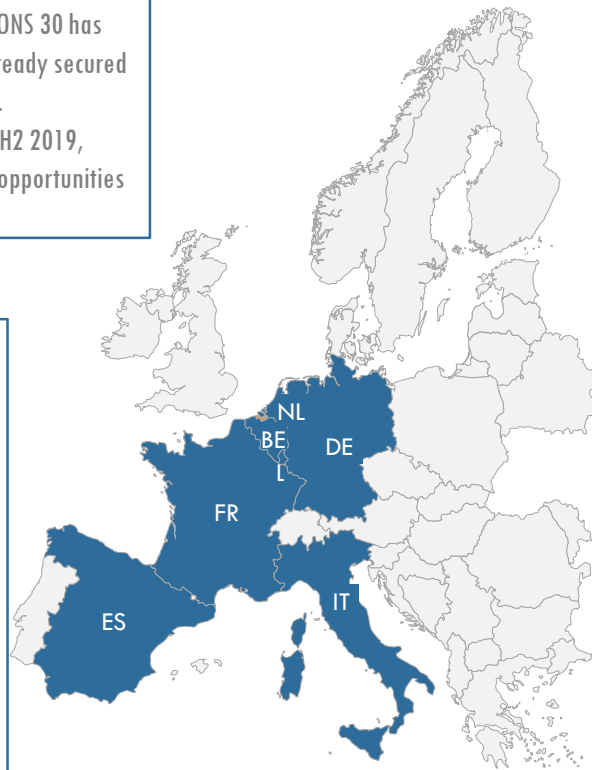 ONS 30 has
ready secured
.
H2 2019,
opportunities
NL
BE
DE
L
FR
IT
ES